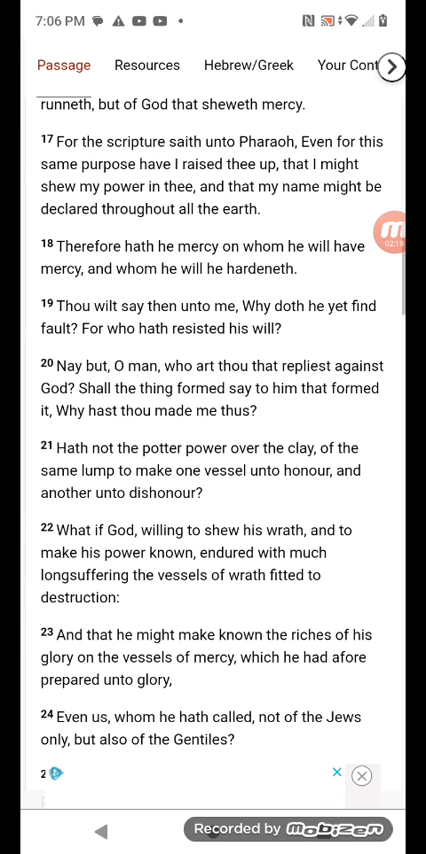 7:06 PM
Passage Resources Hebrew/Greek Your Cont
runneth, but of God that sheweth mercy.
17 For the scripture saith unto Pharaoh, Even for this
same purpose have I raised thee up, that I might
shew my power in thee, and that my name might be
declared throughout all the earth.
18 Therefore hath he mercy on whom he will have
mercy, and whom he will he hardeneth.
19 Thou wilt say then unto me, Why doth he yet find
fault? For who hath resisted his will?
20 Nay but, O man, who art thou that repliest against
God? Shall the thing formed say to him that formed
it, Why hast thou made me thus?
21 Hath not the potter power over the clay, of the
same lump to make one vessel unto honour, and
another unto dishonour?
22 What if God, willing to shew his wrath, and to
make his power known, endured with much
longsuffering the vessels of wrath fitted to
destruction:
23 And that he might make known the riches of his
glory on the vessels of mercy, which he had afore
prepared unto glory,
24 Even us, whom he hath called, not of the Jews
only, but also of the Gentiles?
2
m
02:19
Recorded by mobizen